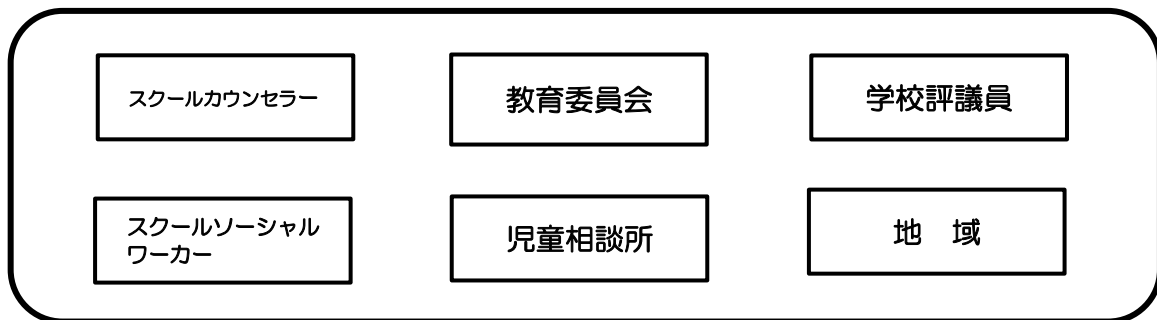 スクールカウンセラー
教育委員会
学校評議員
スクールソーシャル
ワーカー
児童相談所
地　域